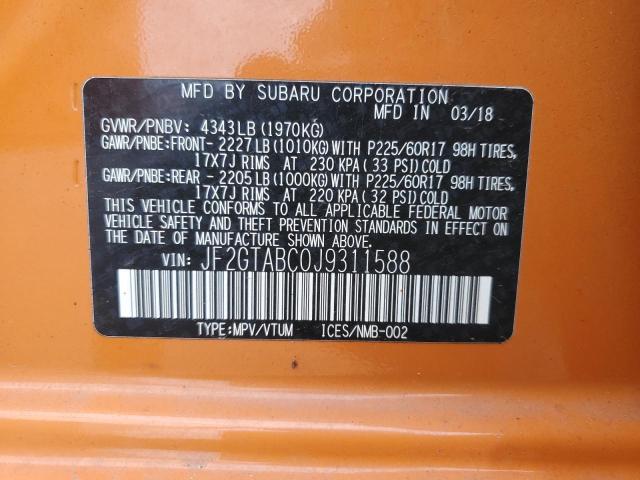 MFD BY SUBARU CORPORATION
MFD IN 03/18
GVWR/PNBV: 4343LB(1970KG)
GAWR/PNBE:FRONT-2227LB(1010KG)WITH P225/60R17 98H TIRES,
17X7J RIMS AT 230 KPA(33 PSI)COLD
GAWR/PNBE:REAR -2205LB(1000KG)WITH P225/60R17 98H TIRES,
17X7J RIMS AT 220 KPA(32 PSI)COLD
THIS VEHICLE CONFORMS TO ALL APPLICABLE FEDERAL MOTOR
VEHICLE SAFETY AND THEFT PREVENTION STANDARDS IN EFFECT
ON THE DATE OF MANUFACTURE SHOWN ABOVE.
VIN: JF2GTABC0J9311588
TYPE:MPV/VTUM ICES/NMB-002